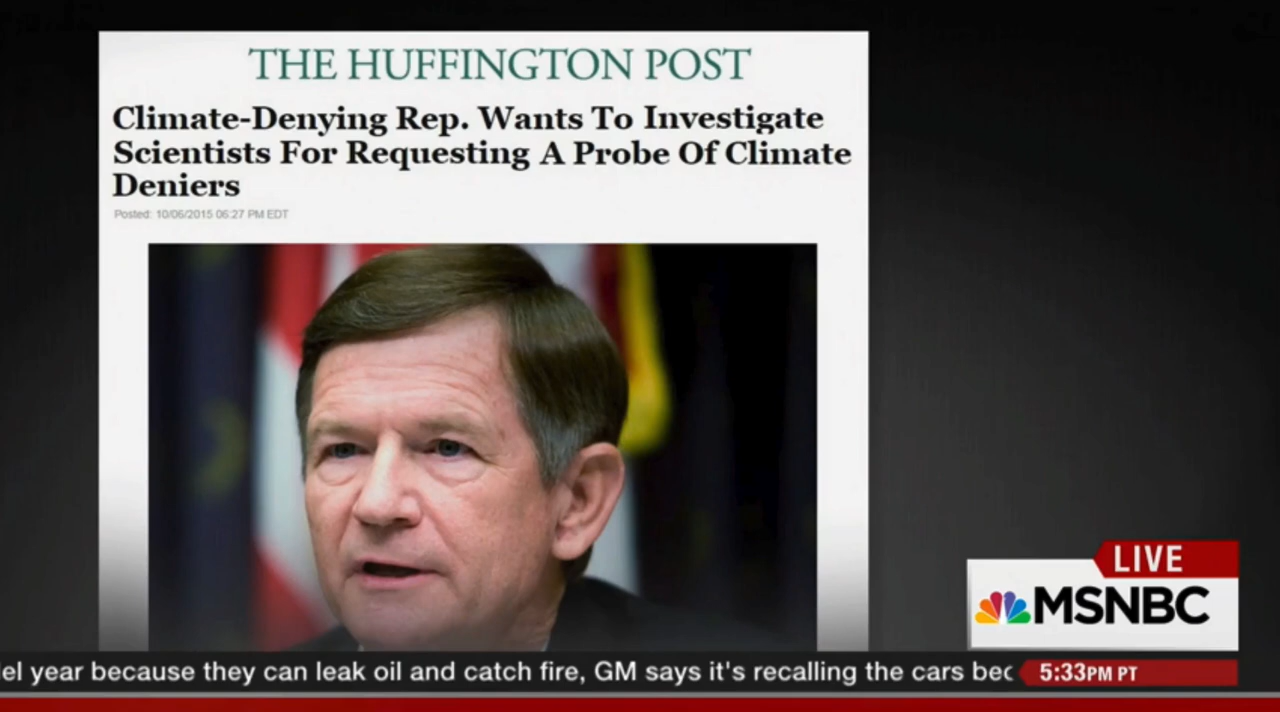 THE HUFFINGTON POST
Climate-Denying Rep. Wants To Investigate
Scientists For Requesting A Probe Of Climate
Deniers
Posted: 10/06/2015 06:27 PM EDT
LIVE
MSNBC
year because they can leak oil and catch fire, GM says it's recalling the cars
5:33PM PT